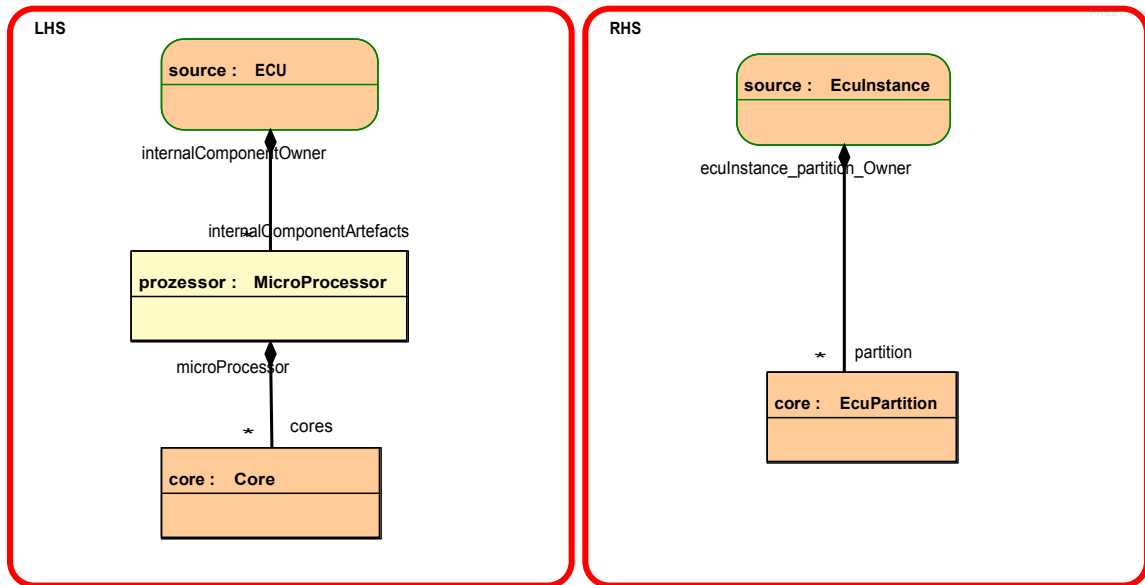 LHS
source : ECU
internalComponentOwner
internalComponentArtefacts
*
prozessor : MicroProcessor
microProcessor
* cores
core : Core
RHS
source : EcuInstance
ecuInstance_partition_Owner
* partition
core : EcuPartition